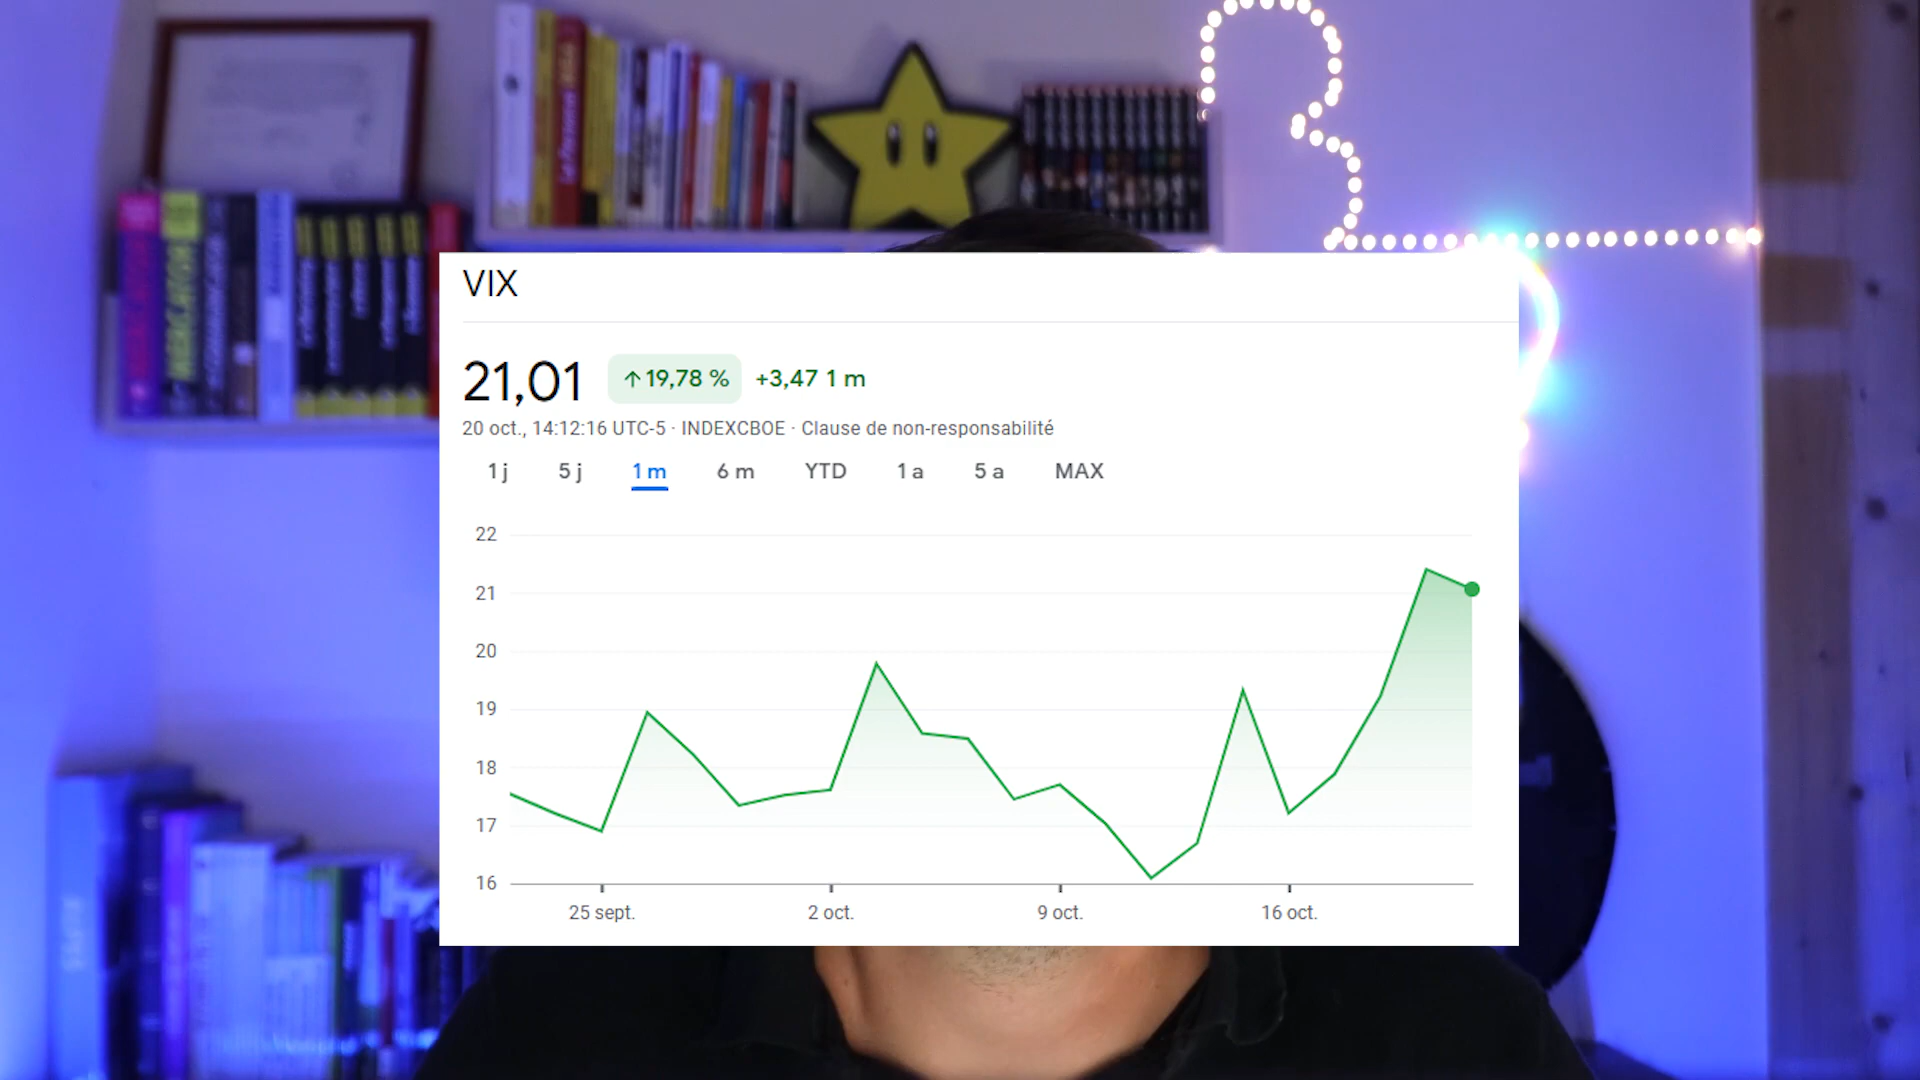 MERCATOR
VIX
21,01 ↑19,78 % +3,47 1 m
20 oct., 14:12:16 UTC-5 · INDEXCBOE · Clause de non-responsabilité
1 j 5 j 1 m 6 m YTD 1 a 5 a MAX
22
21
20
19
18
17
16
25 sept. 2 oct. 9 oct. 16 oct.